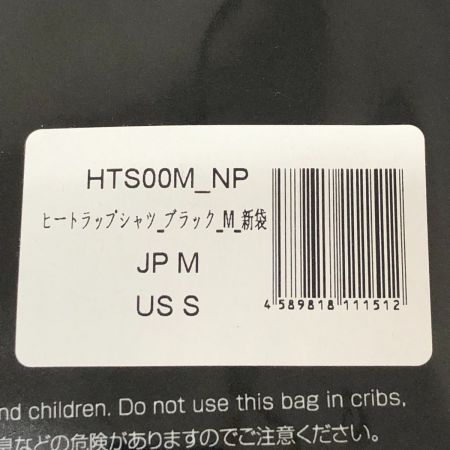 HTS00M_NP
ヒートラップシャツ_ブラック_M_新袋
JP M
US S
4 589818 111512
nd children. Do not use this bag in cribs,
などの危険がありますのでご注意ください。